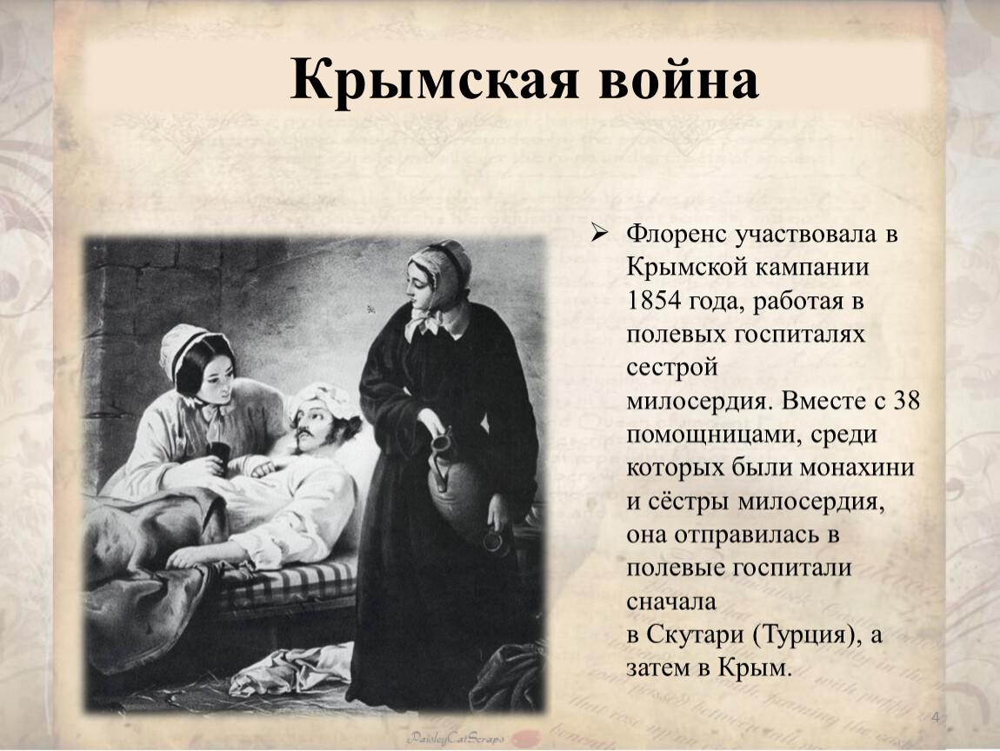 Крымская война
Флоренс участвовала в
Крымской кампании
1854 года, работая в
полевых госпиталях
сестрой
милосердия. Вместе с 38
помощницами, среди
которых были монахини
и сёстры милосердия,
она отправилась в
полевые госпитали
сначала
в Скутари (Турция), а
затем в Крым.
4
PaisleyCatScraps